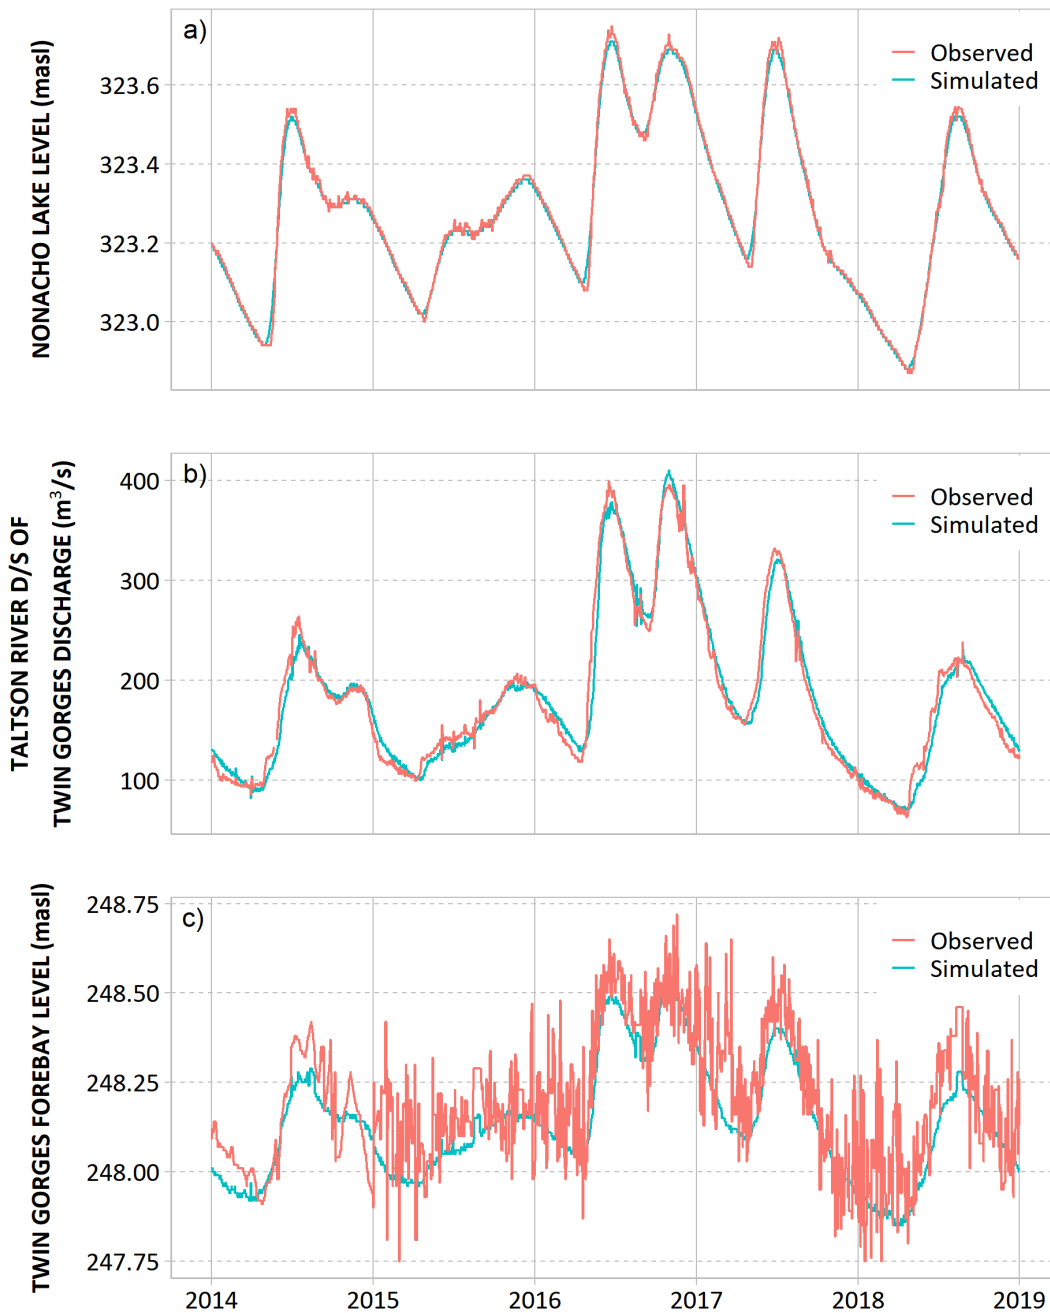 a)
NONACHO LAKE LEVEL (masl)
323.6
323.4
323.2
323.0
Observed
Simulated
b)
TALTSON RIVER D/S OF
TWIN GORGES DISCHARGE (m³/s)
400
300
200
100
Observed
Simulated
c)
TWIN GORGES FOREBAY LEVEL (masl)
248.75
248.50
248.25
248.00
247.75
Observed
Simulated
2014 2015 2016 2017 2018 2019